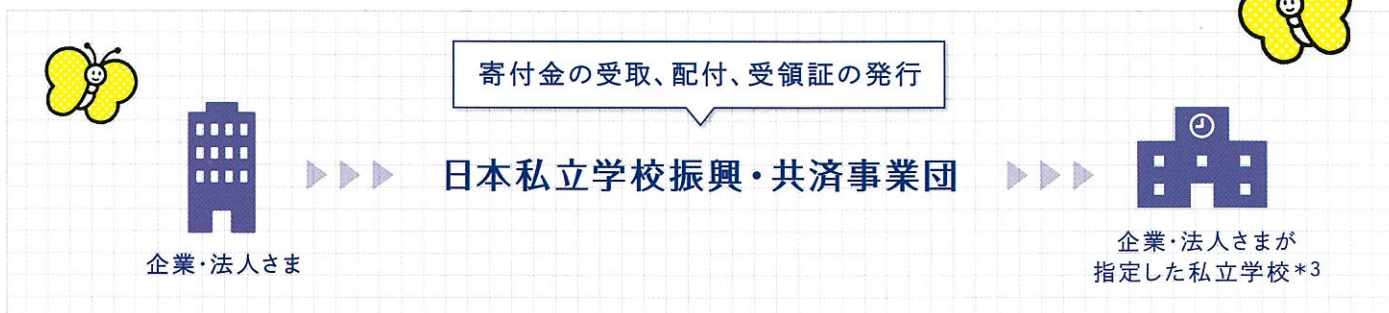 寄付金の受取、配付、受領証の発行
日本私立学校振興・共済事業団
企業・法人さま
企業・法人さまが
指定した私立学校*3